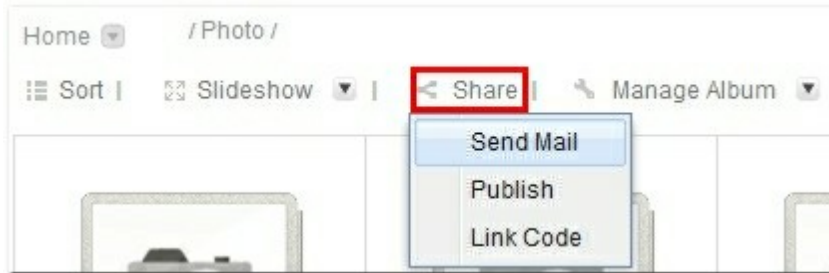 Home / Photo /
Sort | Slideshow | Share | Manage Album
Send Mail
Publish
Link Code